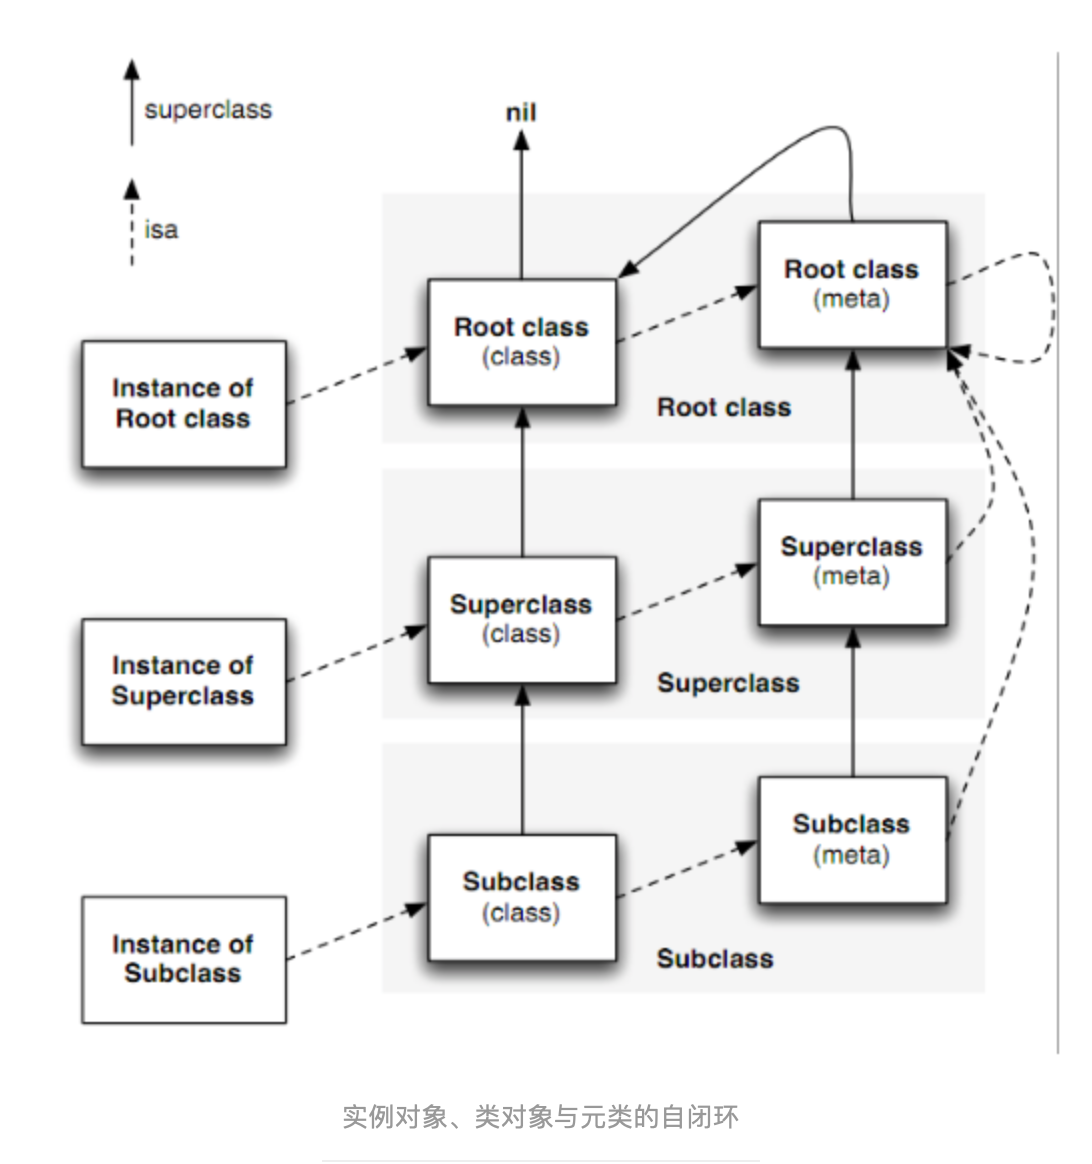 superclass
nil
isa
Root class
(meta)
Root class
(class)
Instance of
Root class
Root class
Superclass
(meta)
Superclass
(class)
Instance of
Superclass
Superclass
Subclass
(meta)
Subclass
(class)
Instance of
Subclass
Subclass
实例对象、类对象与元类的自闭环